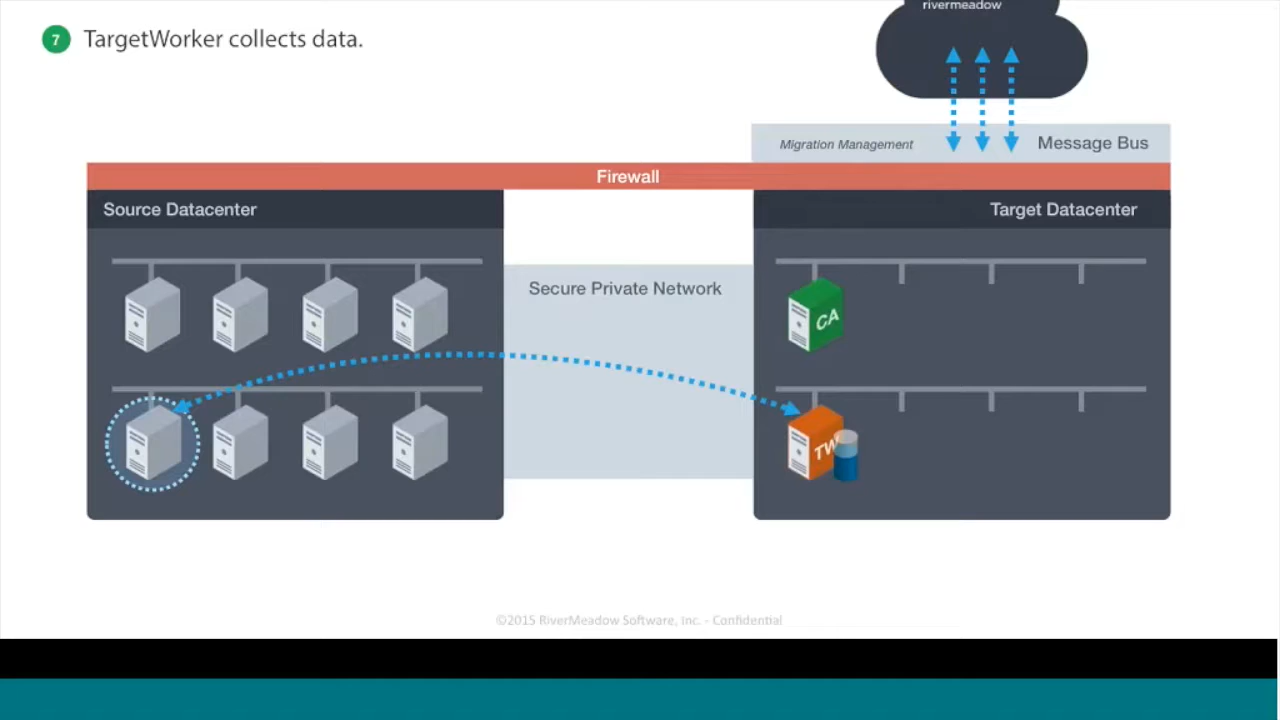 rivermeadow
7 TargetWorker collects data.
Migration Management
Message Bus
Firewall
Source Datacenter
Target Datacenter
Secure Private Network
CA
TW
©2015 RiverMeadow Software, Inc. - Confidential